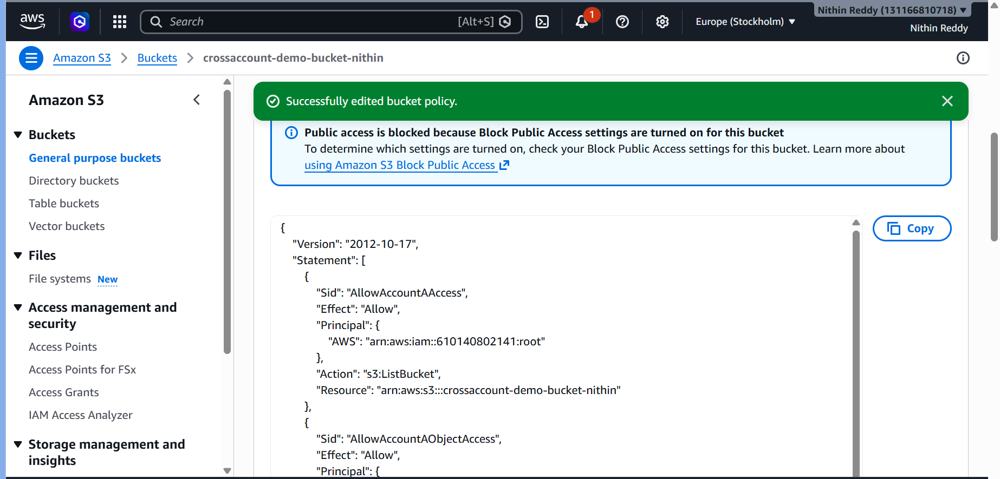 aws
Search
[Alt+S]
1
Europe (Stockholm)
Nithin Reddy (131166810718)
Nithin Reddy
Amazon S3
Buckets
crossaccount-demo-bucket-nithin
Amazon S3
Buckets
General purpose buckets
Directory buckets
Table buckets
Vector buckets
Files
File systems New
Access management and
security
Access Points
Access Points for FSx
Access Grants
IAM Access Analyzer
Storage management and
insights
Successfully edited bucket policy.
Public access is blocked because Block Public Access settings are turned on for this bucket
To determine which settings are turned on, check your Block Public Access settings for this bucket. Learn more about
using Amazon S3 Block Public Access
Copy
{
"Version": "2012-10-17",
"Statement": [
{
"Sid": "AllowAccountAAccess",
"Effect": "Allow",
"Principal": {
"AWS": "arn:aws:iam::610140802141:root"
},
"Action": "s3:ListBucket",
"Resource": "arn:aws:s3:::crossaccount-demo-bucket-nithin"
},
{
"Sid": "AllowAccountAObjectAccess",
"Effect": "Allow",
"Principal": {